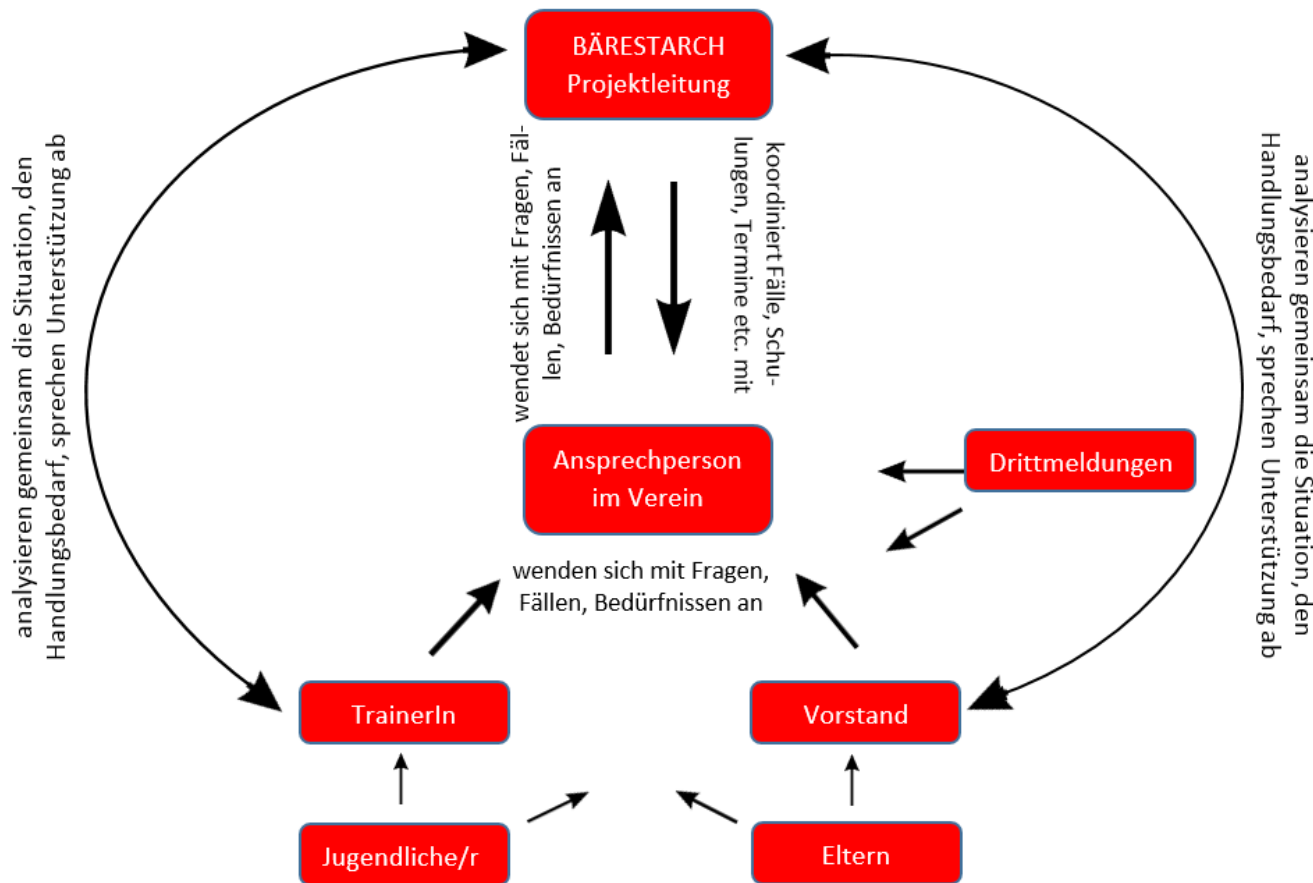 BÄRESTARCH
Projektleitung
analysieren gemeinsam die Situation, den
Handlungsbedarf, sprechen Unterstützung ab
wendet sich mit Fragen, Fäl-
len, Bedürfnissen an
koordiniert Fälle, Schu-
lungen, Termine etc. mit
analysieren gemeinsam die Situation, den
Handlungsbedarf, sprechen Unterstützung ab
Ansprechperson
im Verein
Drittmeldungen
wenden sich mit Fragen,
Fällen, Bedürfnissen an
TrainerIn
Vorstand
Jugendliche/r
Eltern